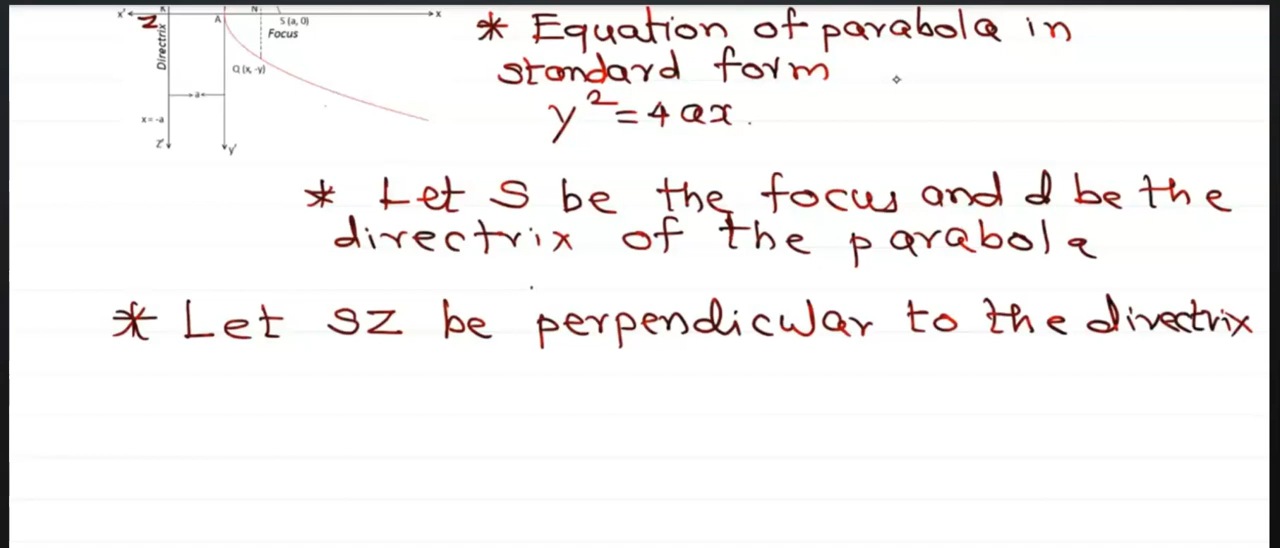 x'
Z
K
A
N
S (a, 0)
x
Focus
Directrix
Q (x, -y)
a
x = -a
Z'
y'
* Equation of parabola in
standard form
y²=4ax.
* Let S be the focus and d be the
directrix of the parabola
* Let SZ be perpendicular to the directrix